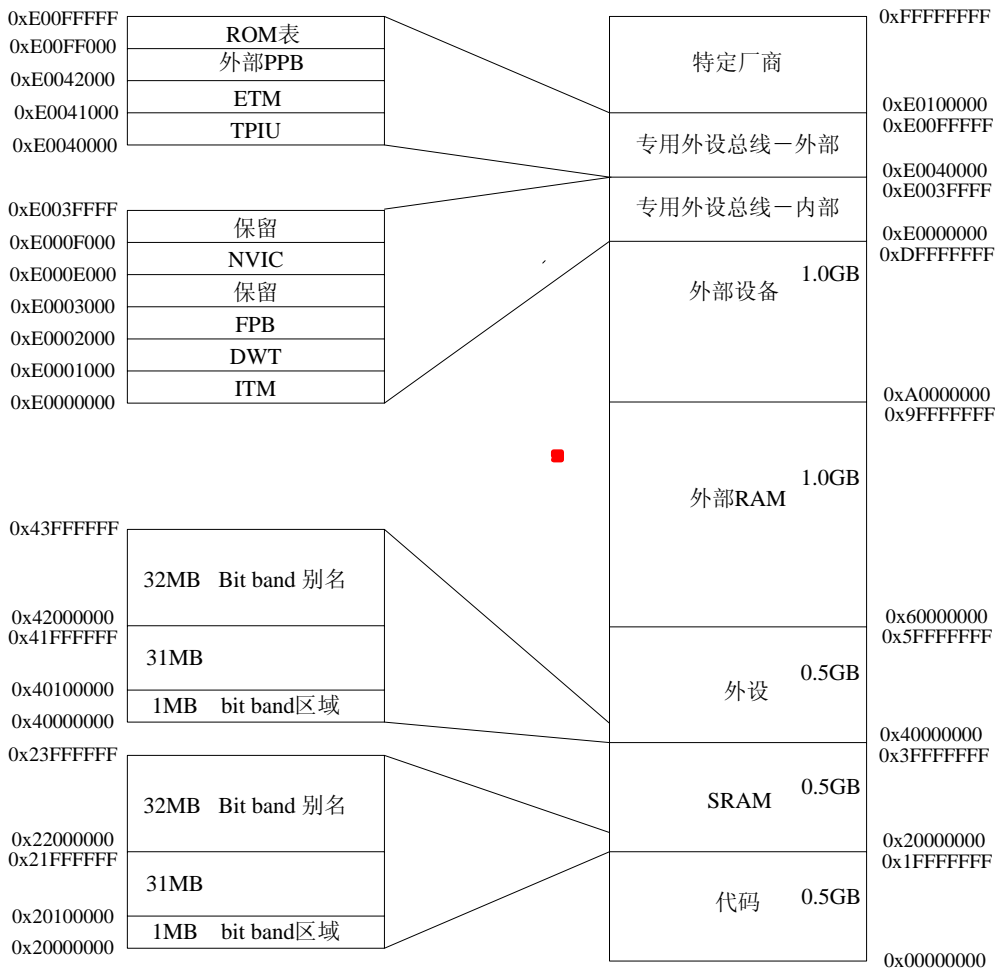 0xE00FFFFF
ROM表
0xE00FF000
外部PPB
0xE0042000
ETM
0xE0041000
TPIU
0xE0040000
0xE003FFFF
保留
0xE000F000
NVIC
0xE000E000
保留
0xE0003000
FPB
0xE0002000
DWT
0xE0001000
ITM
0xE0000000
0x43FFFFFF
32MB Bit band 别名
0x42000000
0x41FFFFFF
31MB
0x40100000
1MB bit band区域
0x40000000
0x23FFFFFF
32MB Bit band 别名
0x22000000
0x21FFFFFF
31MB
0x20100000
1MB bit band区域
0x20000000
0xFFFFFFFF
特定厂商
0xE0100000
0xE00FFFFF
专用外设总线－外部
0xE0040000
0xE003FFFF
专用外设总线－内部
0xE0000000
0xDFFFFFFF
1.0GB
外部设备
0xA0000000
0x9FFFFFFF
1.0GB
外部RAM
0x60000000
0x5FFFFFFF
0.5GB
外设
0x40000000
0x3FFFFFFF
0.5GB
SRAM
0x20000000
0x1FFFFFFF
0.5GB
代码
0x00000000